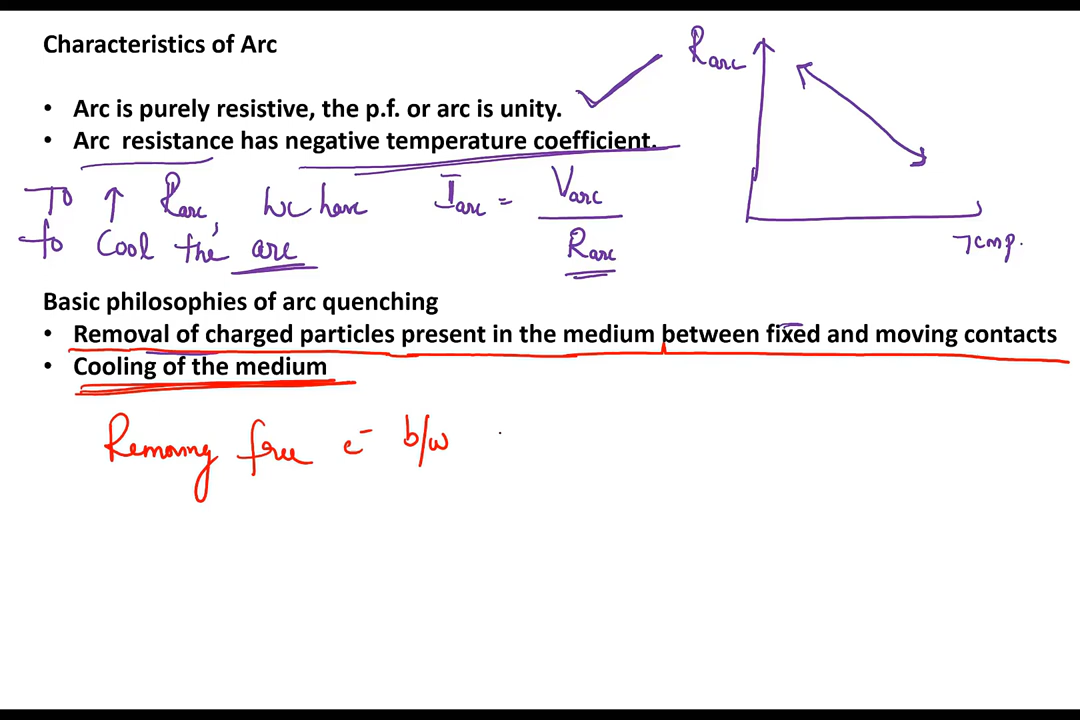 Characteristics of Arc
• Arc is purely resistive, the p.f. or arc is unity.
• Arc resistance has negative temperature coefficient.
Rarc
Temp.
To ↑ Rarc, We have
to Cool the arc
Iarc = Varc / Rarc
Basic philosophies of arc quenching
• Removal of charged particles present in the medium between fixed and moving contacts
• Cooling of the medium
Removing free e⁻ b/w